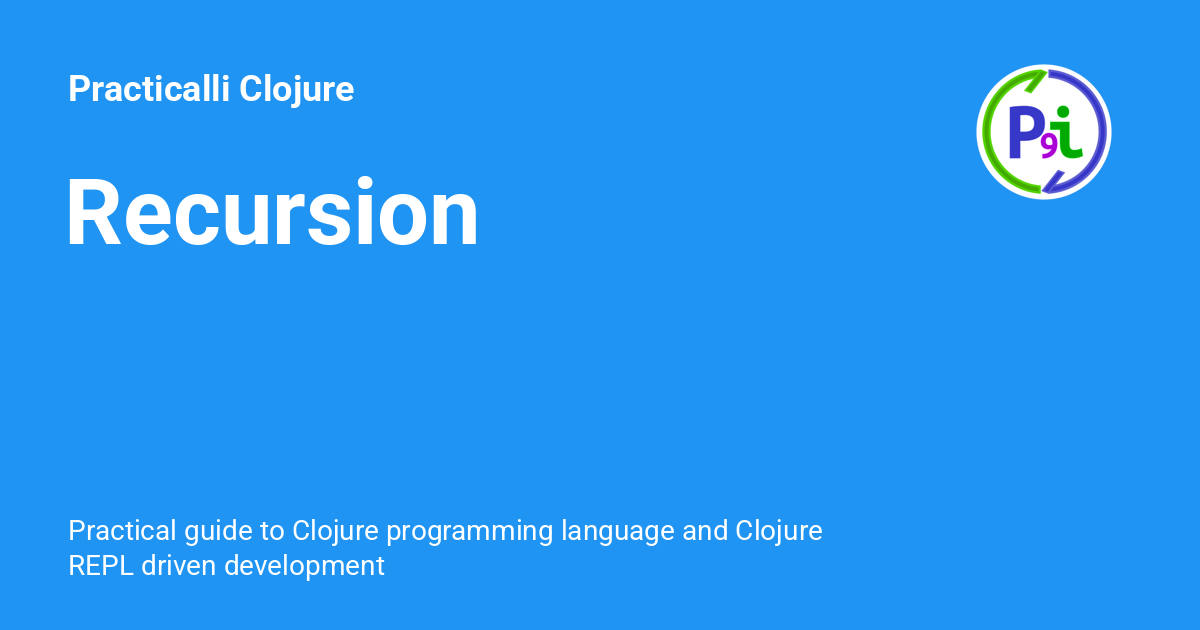 Practicalli Clojure
P9i
Recursion
Practical guide to Clojure programming language and Clojure
REPL driven development